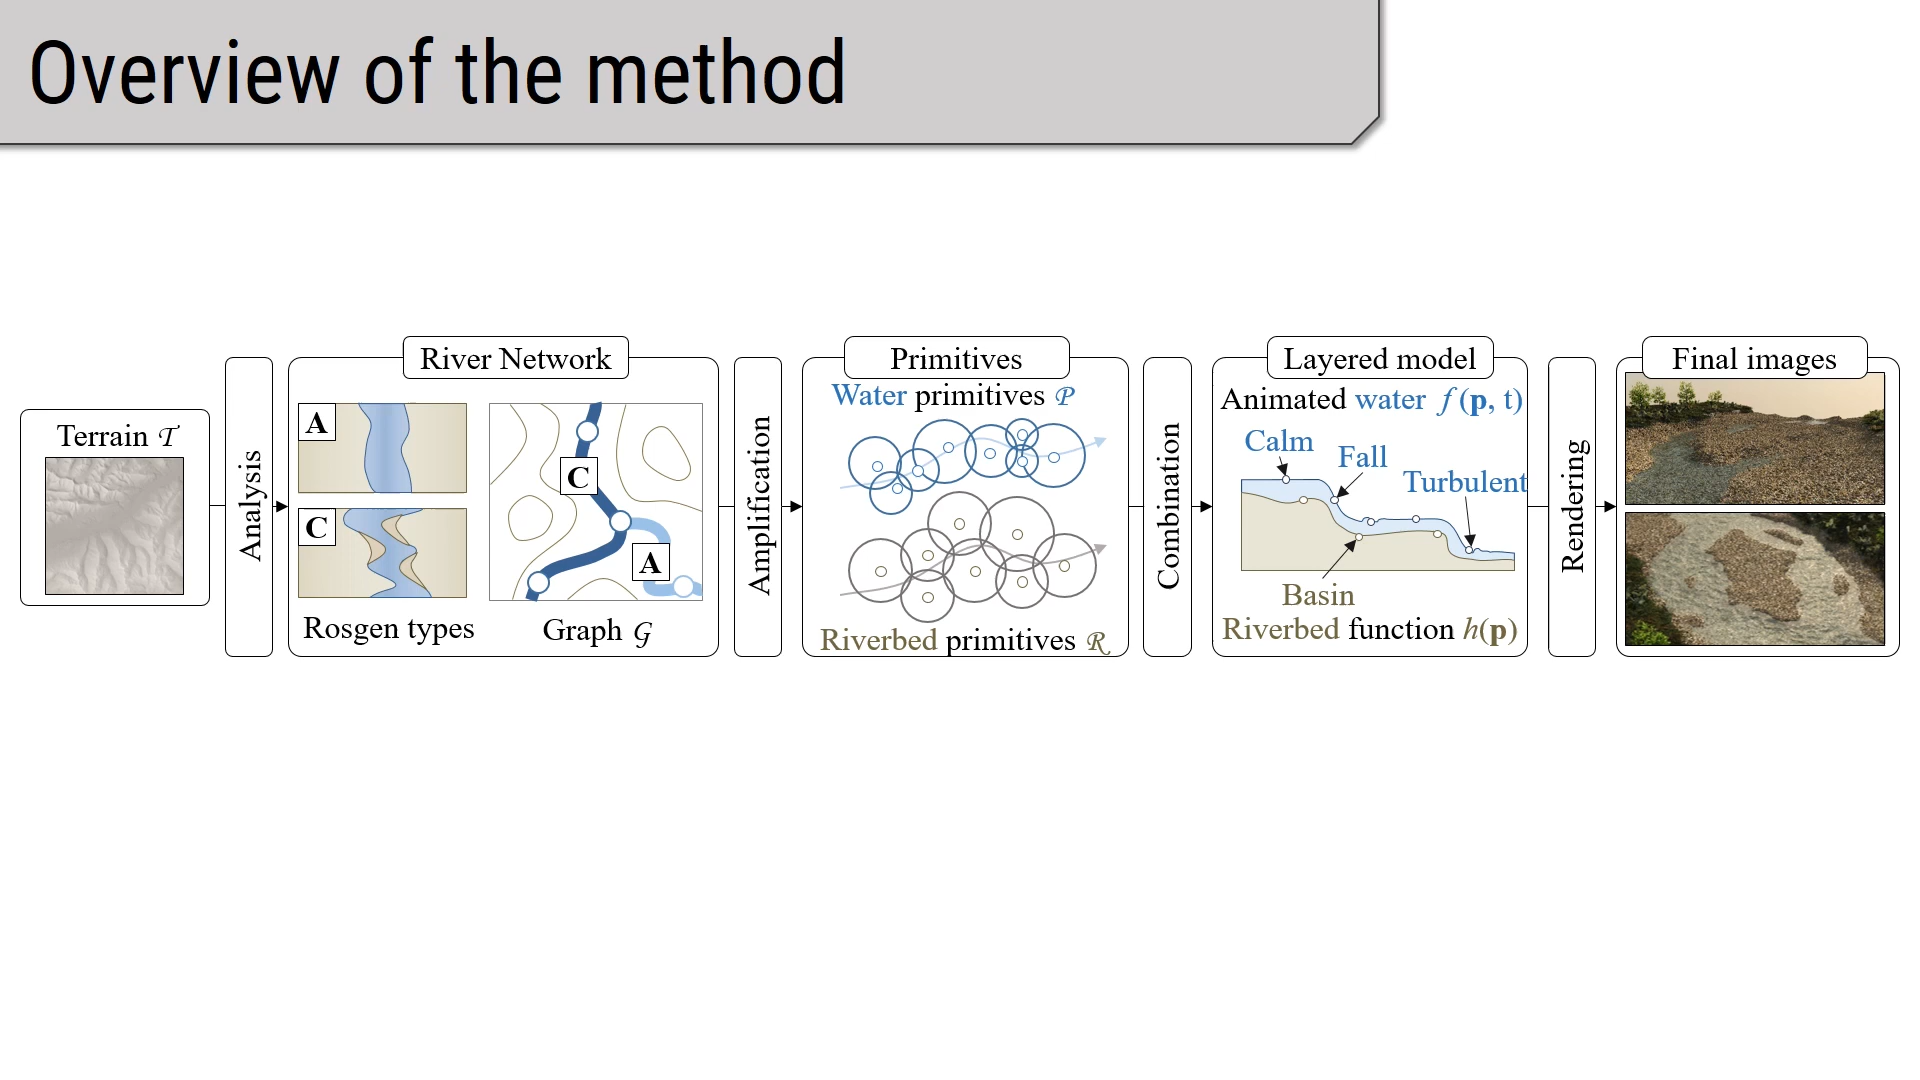 Overview of the method
Terrain 𝒯
Analysis
River Network
A
C
Rosgen types
C
A
Graph 𝒢
Amplification
Primitives
Water primitives 𝒫
Riverbed primitives ℛ
Combination
Layered model
Animated water f (p, t)
Calm
Fall
Turbulent
Basin
Riverbed function h(p)
Rendering
Final images